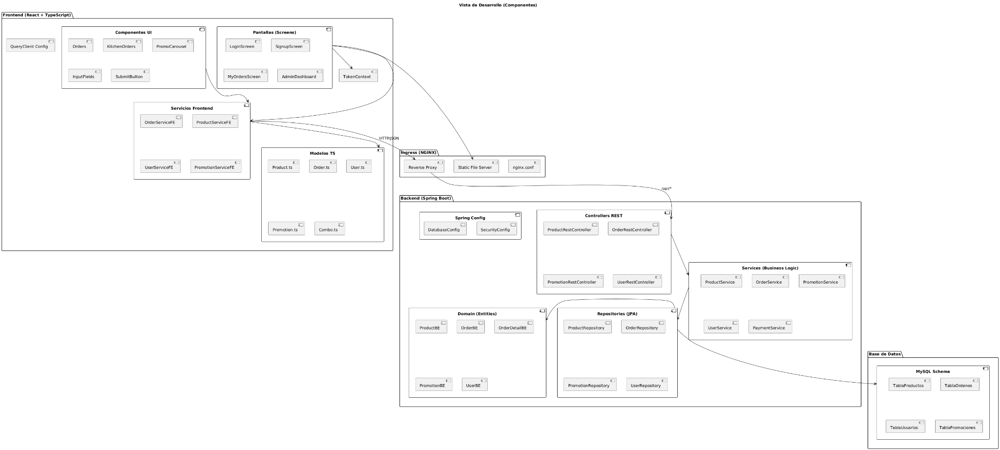 Vista de Desarrollo (Componentes)
Frontend (React + TypeScript)
QueryClient Config
Componentes UI
Orders
KitchenOrders
PromoCarousel
InputFields
SubmitButton
Pantallas (Screens)
LoginScreen
SignupScreen
MyOrdersScreen
AdminDashboard
TokenContext
Servicios Frontend
OrderServiceFE
ProductServiceFE
UserServiceFE
PromotionServiceFE
HTTP/JSON
Modelos TS
Product.ts
Order.ts
User.ts
Promotion.ts
Combo.ts
Ingress (NGINX)
Reverse Proxy
Static File Server
nginx.conf
/api/*
Backend (Spring Boot)
Spring Config
DatabaseConfig
SecurityConfig
Controllers REST
ProductRestController
OrderRestController
PromotionRestController
UserRestController
Services (Business Logic)
ProductService
OrderService
PromotionService
UserService
PaymentService
Domain (Entities)
ProductBE
OrderBE
OrderDetailBE
PromotionBE
UserBE
Repositories (JPA)
ProductRepository
OrderRepository
PromotionRepository
UserRepository
Base de Datos
MySQL Schema
TablaProductos
TablaOrdenes
TablaUsuarios
TablaPromociones